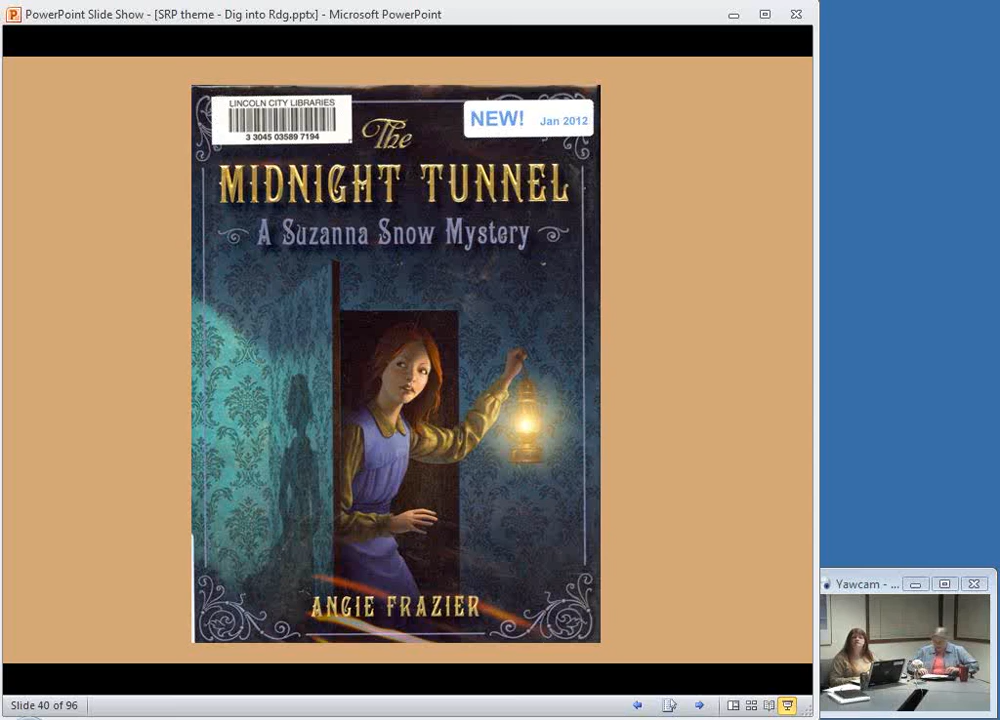 PowerPoint Slide Show - [SRP theme - Dig into Rdg.pptx] - Microsoft PowerPoint
LINCOLN CITY LIBRARIES
3 3045 03589 7194
NEW! Jan 2012
The
MIDNIGHT TUNNEL
A Suzanna Snow Mystery
ANGIE FRAZIER
Yawcam - ...
Slide 40 of 96